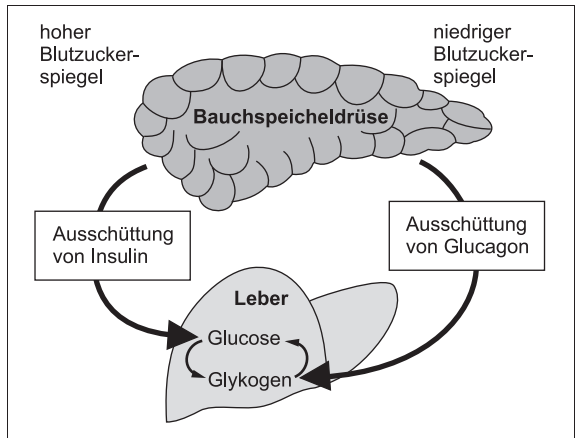 hoher
Blutzucker-
spiegel
niedriger
Blutzucker-
spiegel
Bauchspeicheldrüse
Ausschüttung
von Insulin
Ausschüttung
von Glucagon
Leber
Glucose
Glykogen